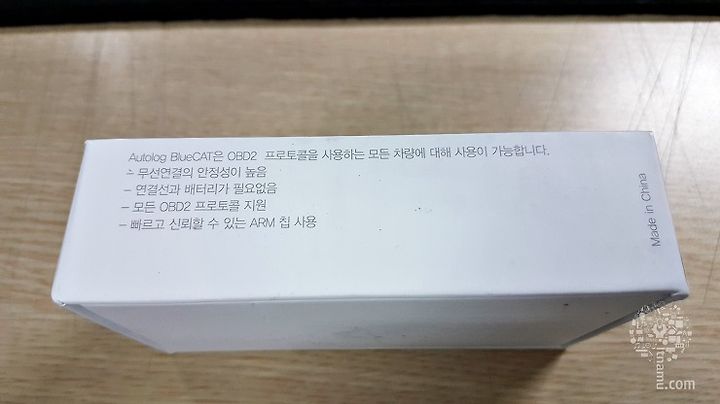 Autolog BlueCAT은 OBD2 프로토콜을 사용하는 모든 차량에 대해 사용이 가능합니다.
- 무선연결의 안정성이 높음
- 연결선과 배터리가 필요없음
- 모든 OBD2 프로토콜 지원
- 빠르고 신뢰할 수 있는 ARM 칩 사용
Made in China
tnamu.com